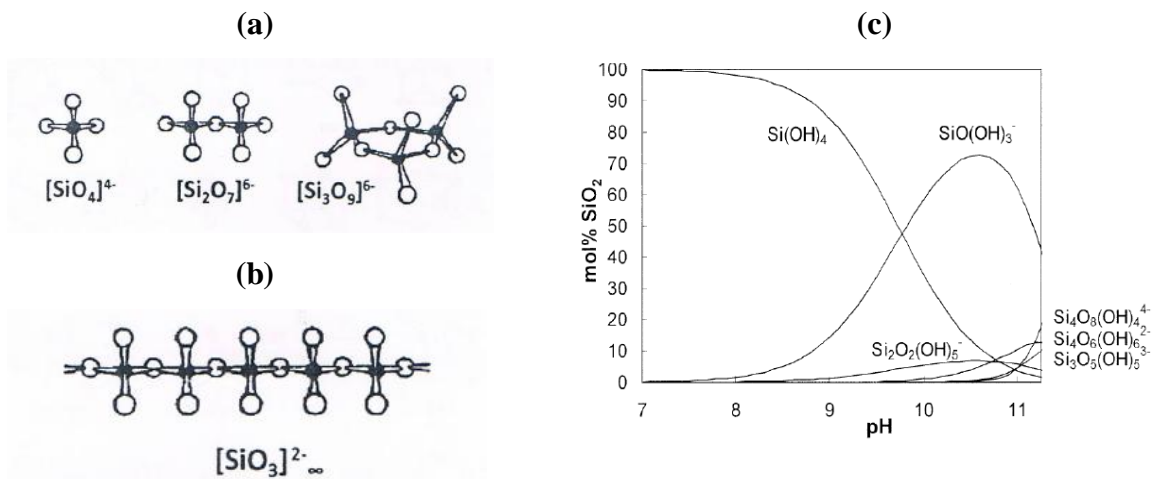 (a)
[SiO₄]⁴⁻
[Si₂O₇]⁶⁻
[Si₃O₉]⁶⁻
(b)
[SiO₃]²⁻∞
(c)
mol% SiO₂
100
90
80
70
60
50
40
30
20
10
0
Si(OH)₄
SiO(OH)₃⁻
Si₂O₂(OH)₅⁻
Si₄O₈(OH)₄⁴⁻
Si₄O₆(OH)₆²⁻
Si₃O₅(OH)₅³⁻
7
8
9
10
11
pH